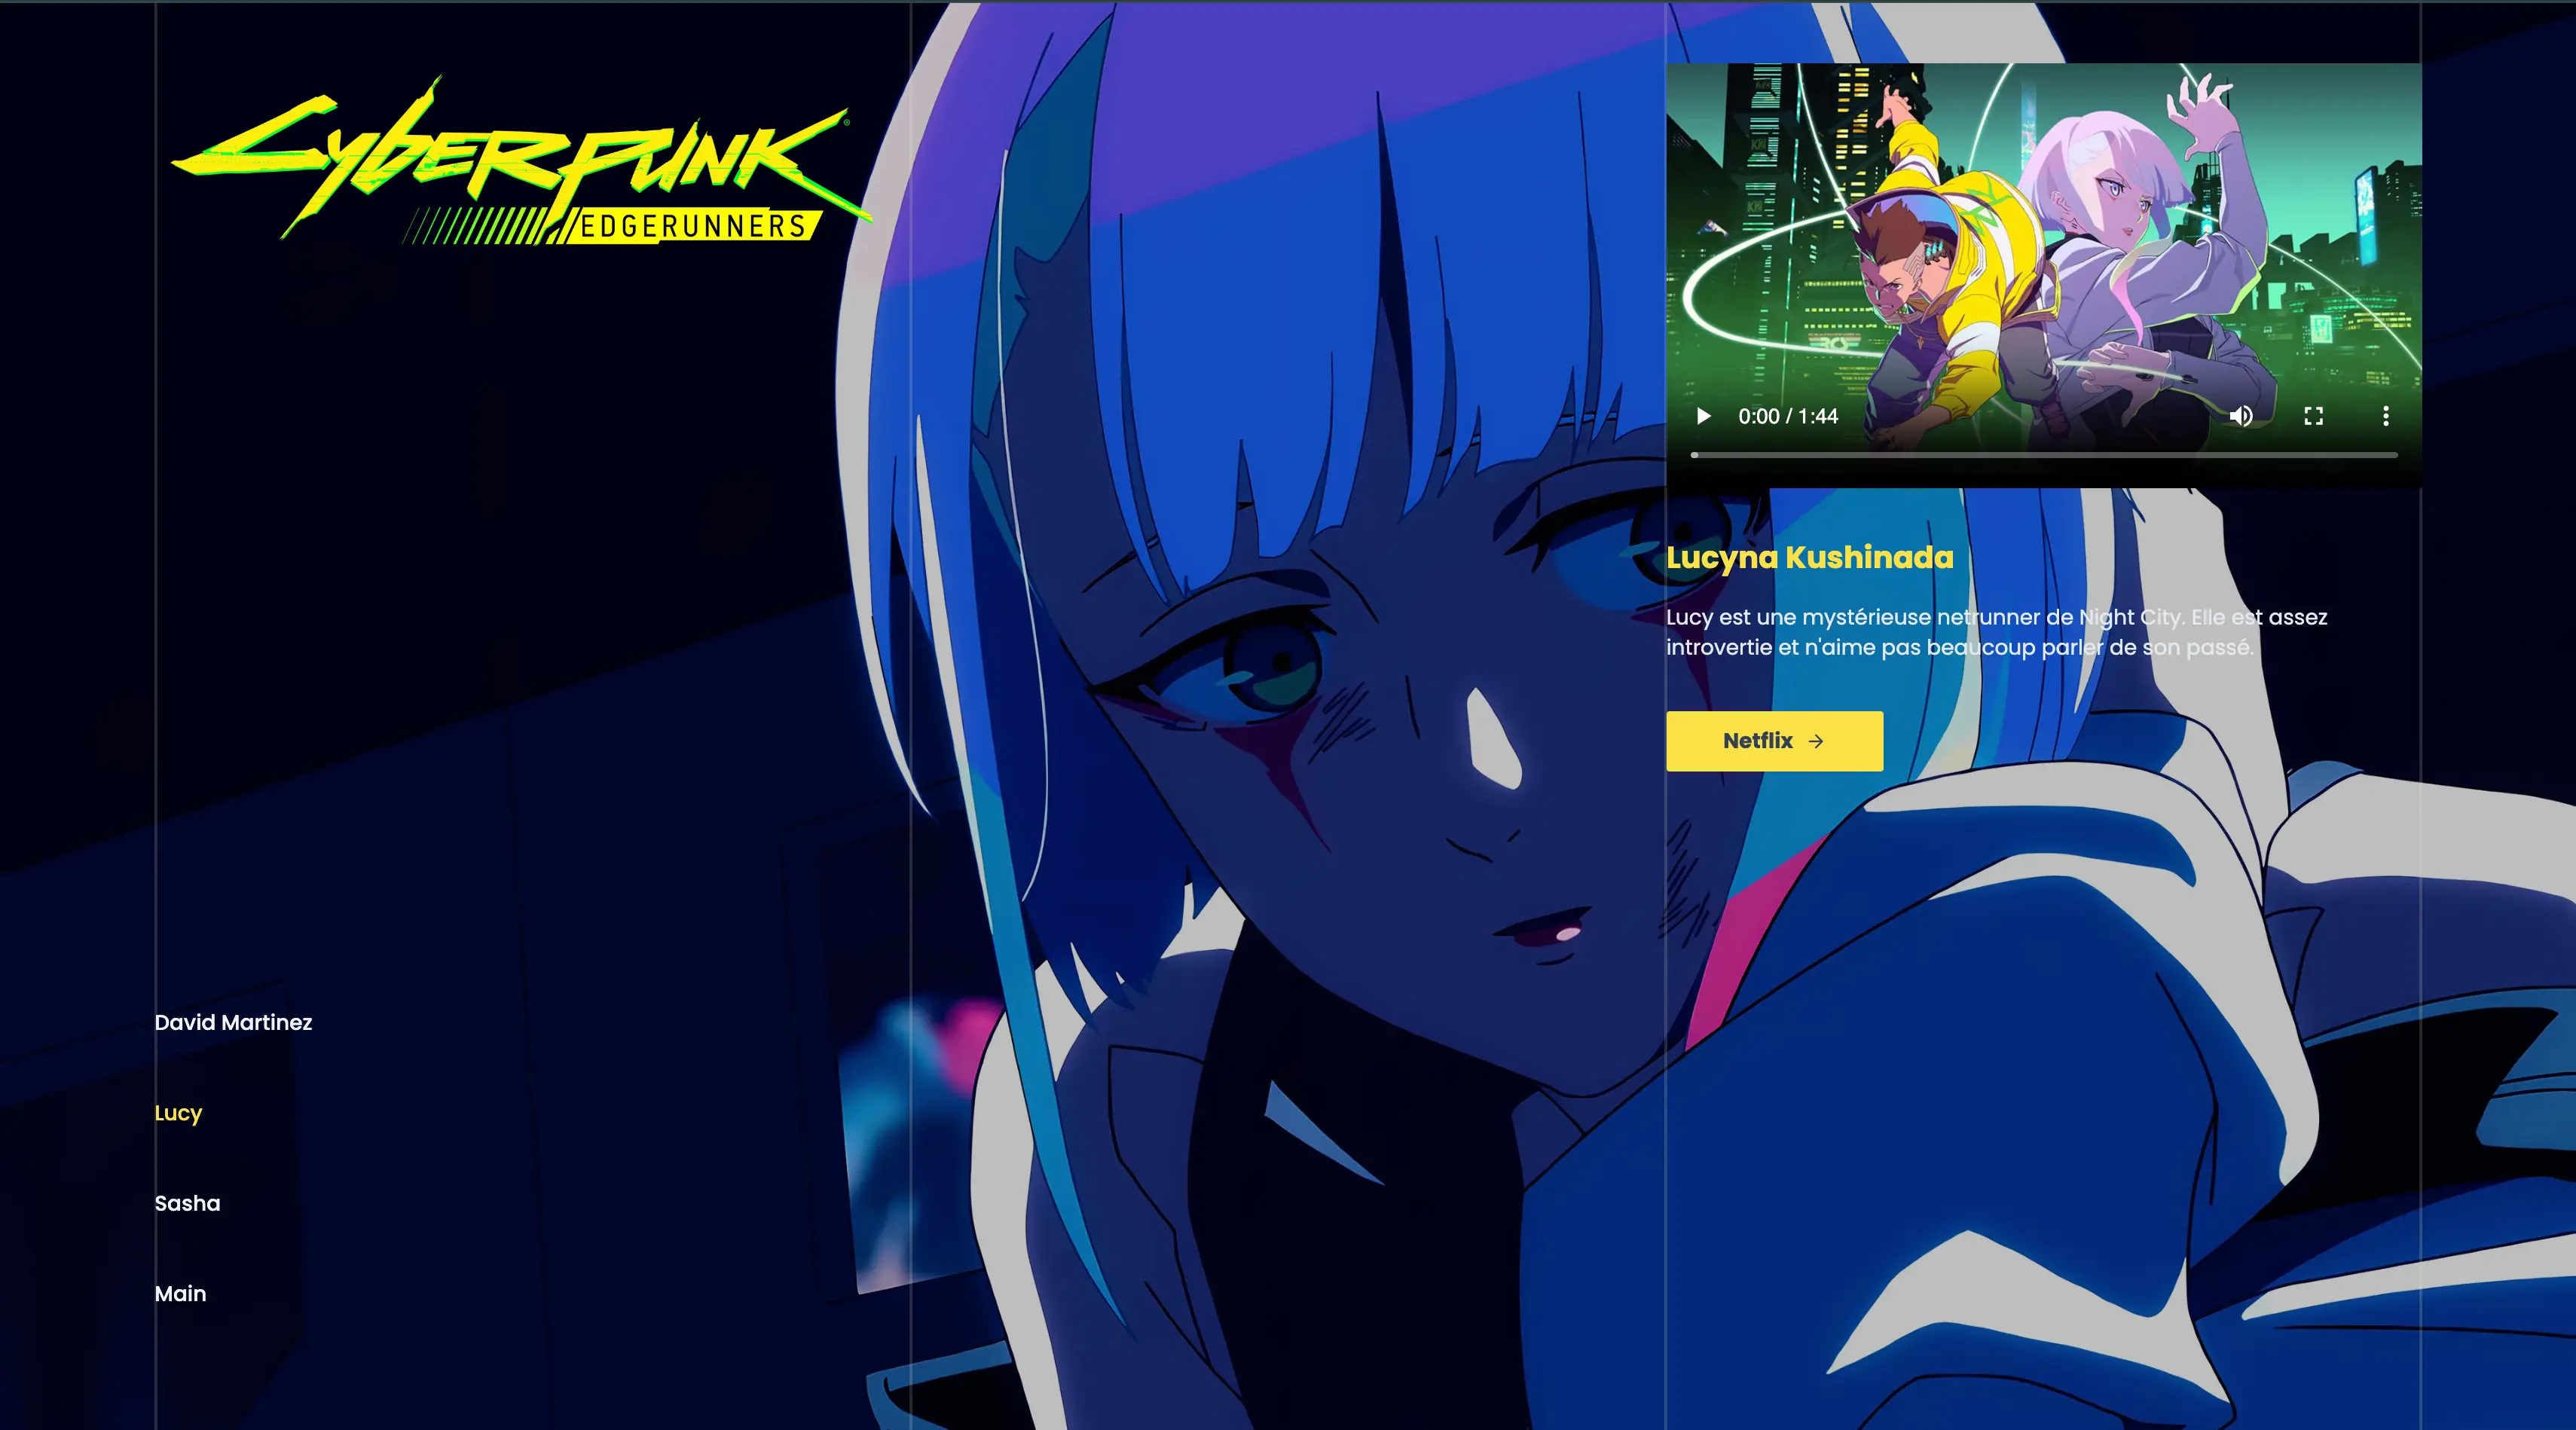 CYBERPUNK
EDGERUNNERS
0:00 / 1:44
Lucyna Kushinada
Lucy est une mystérieuse netrunner de Night City. Elle est assez
introvertie et n'aime pas beaucoup parler de son passé.
Netflix →
David Martinez
Lucy
Sasha
Main